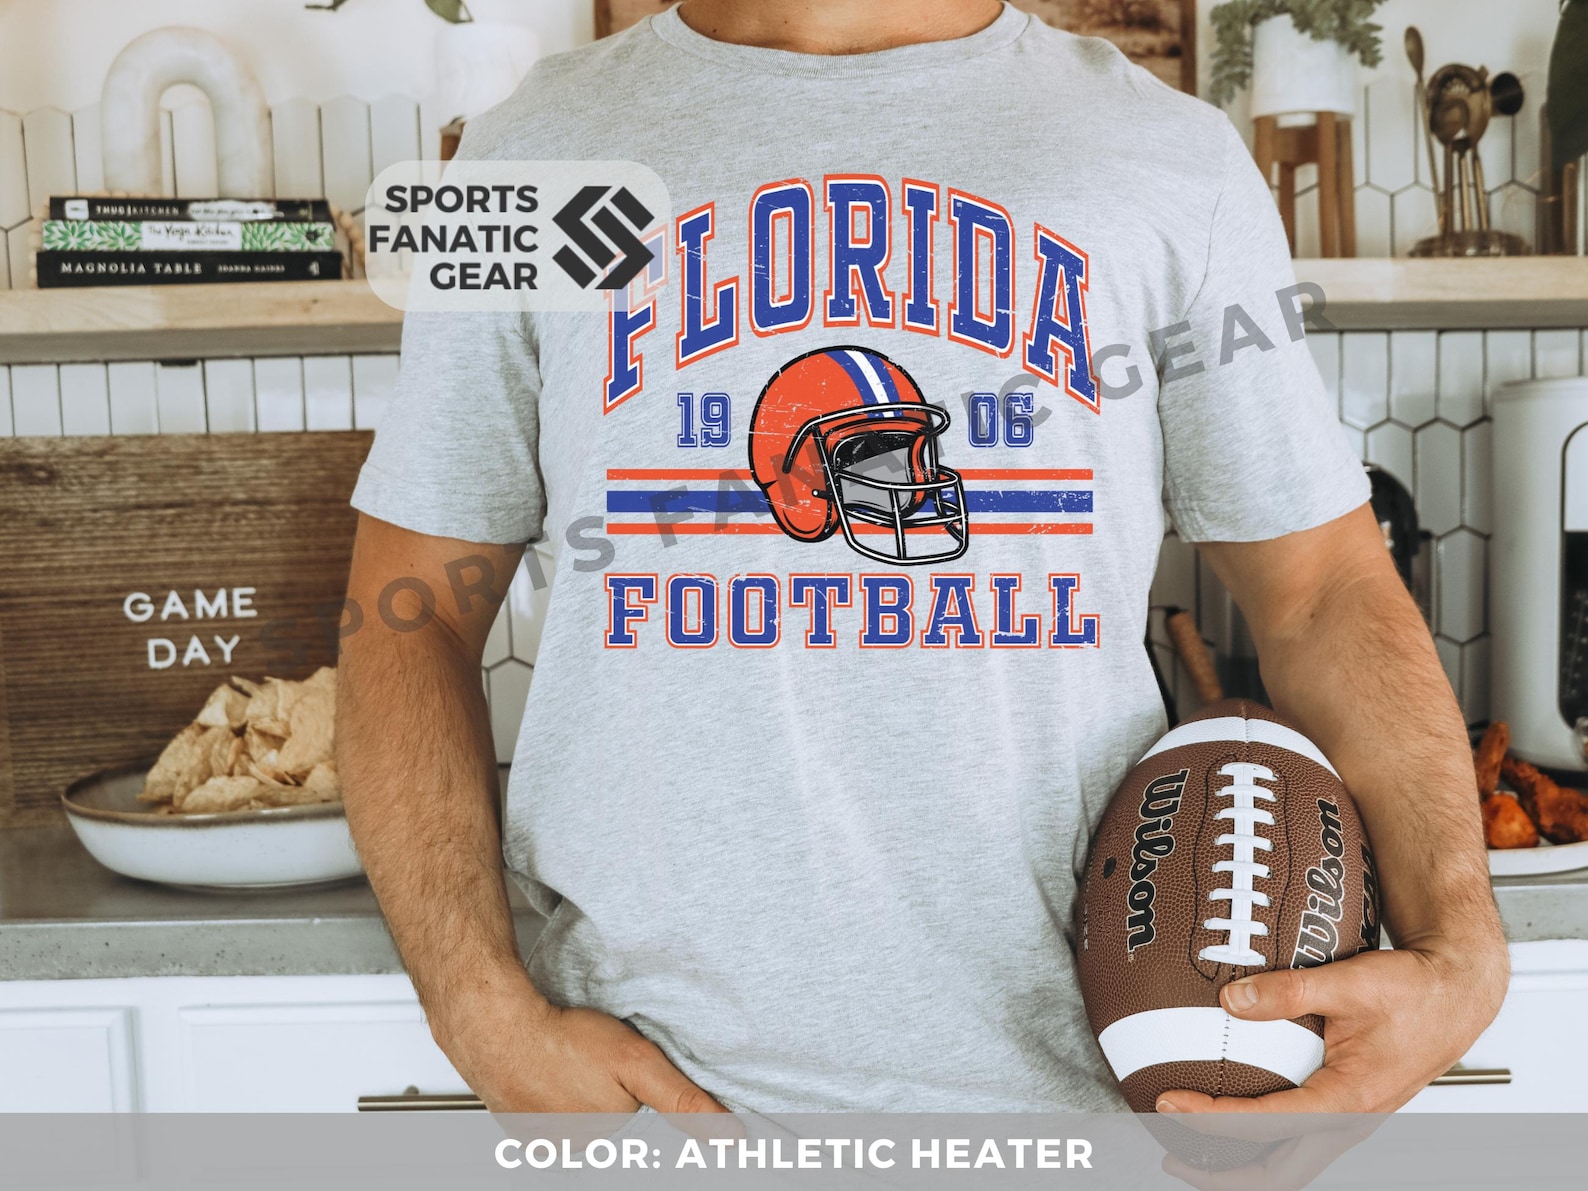 SPORTS
FANATIC
GEAR
FLORIDA
19 06
FOOTBALL
SPORTS FANATIC GEAR
THUG KITCHEN
The Yoga Kitchen
MAGNOLIA TABLE JOANNA GAINES
GAME
DAY
Wilson
Wilson
COLOR: ATHLETIC HEATER